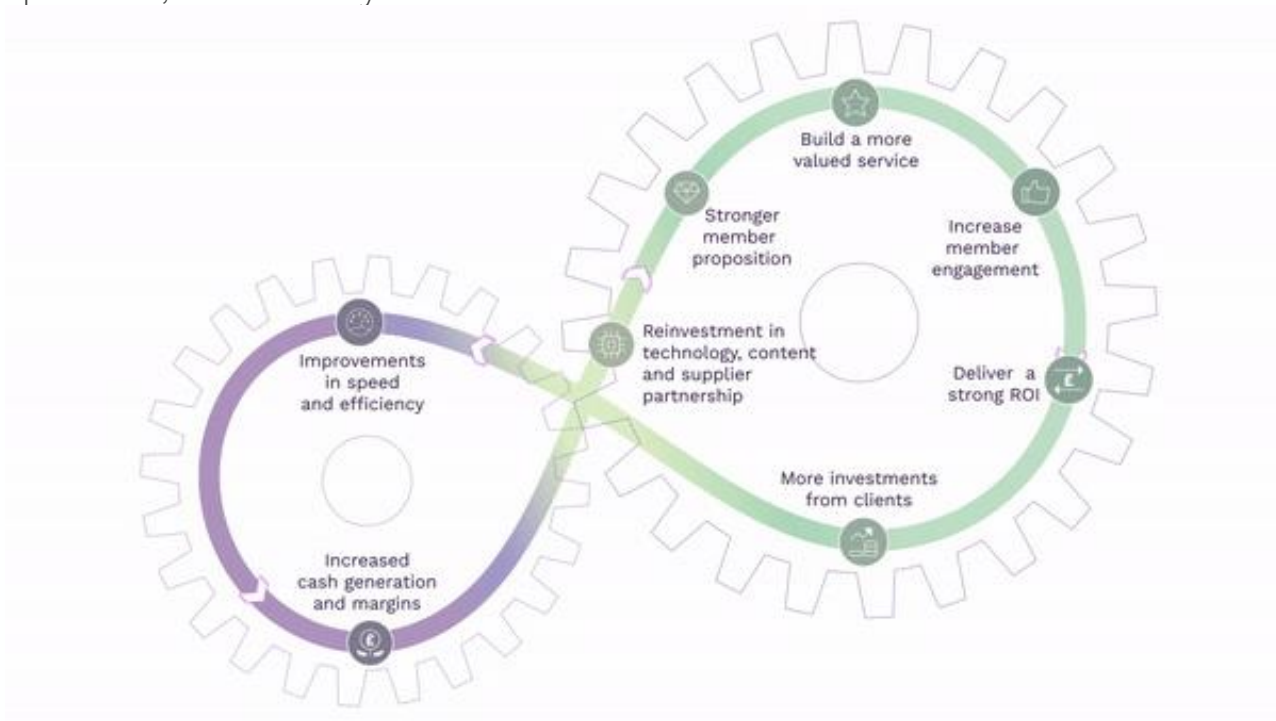 Build a more
valued service
Stronger
member
proposition
Increase
member
engagement
Reinvestment in
technology, content
and supplier
partnership
Deliver a
strong ROI
More investments
from clients
Improvements
in speed
and efficiency
Increased
cash generation
and margins